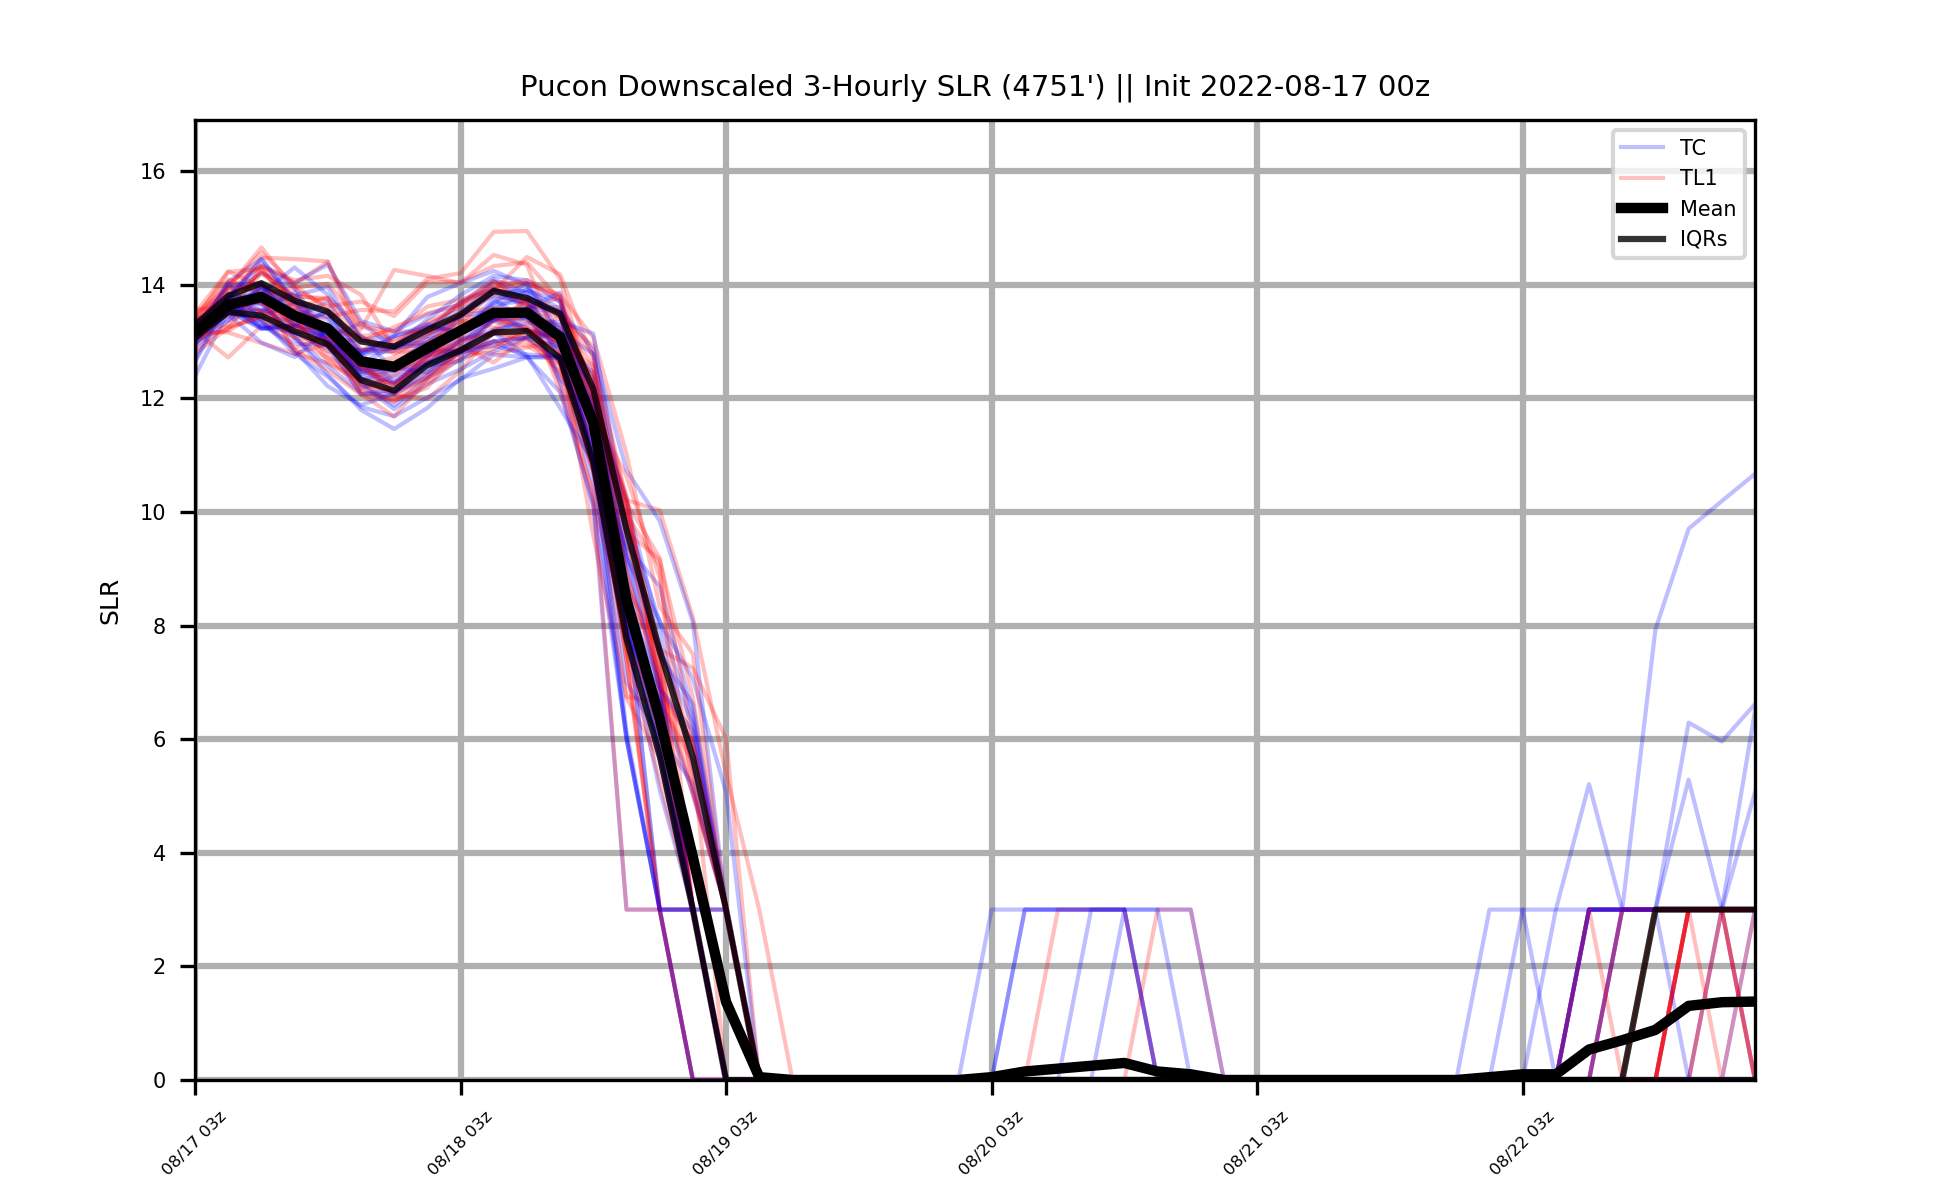 Pucon Downscaled 3-Hourly SLR (4751') || Init 2022-08-17 00z
TC
TL1
Mean
IQRs
SLR
16
14
12
10
8
6
4
2
0
08/17 03z
08/18 03z
08/19 03z
08/20 03z
08/21 03z
08/22 03z